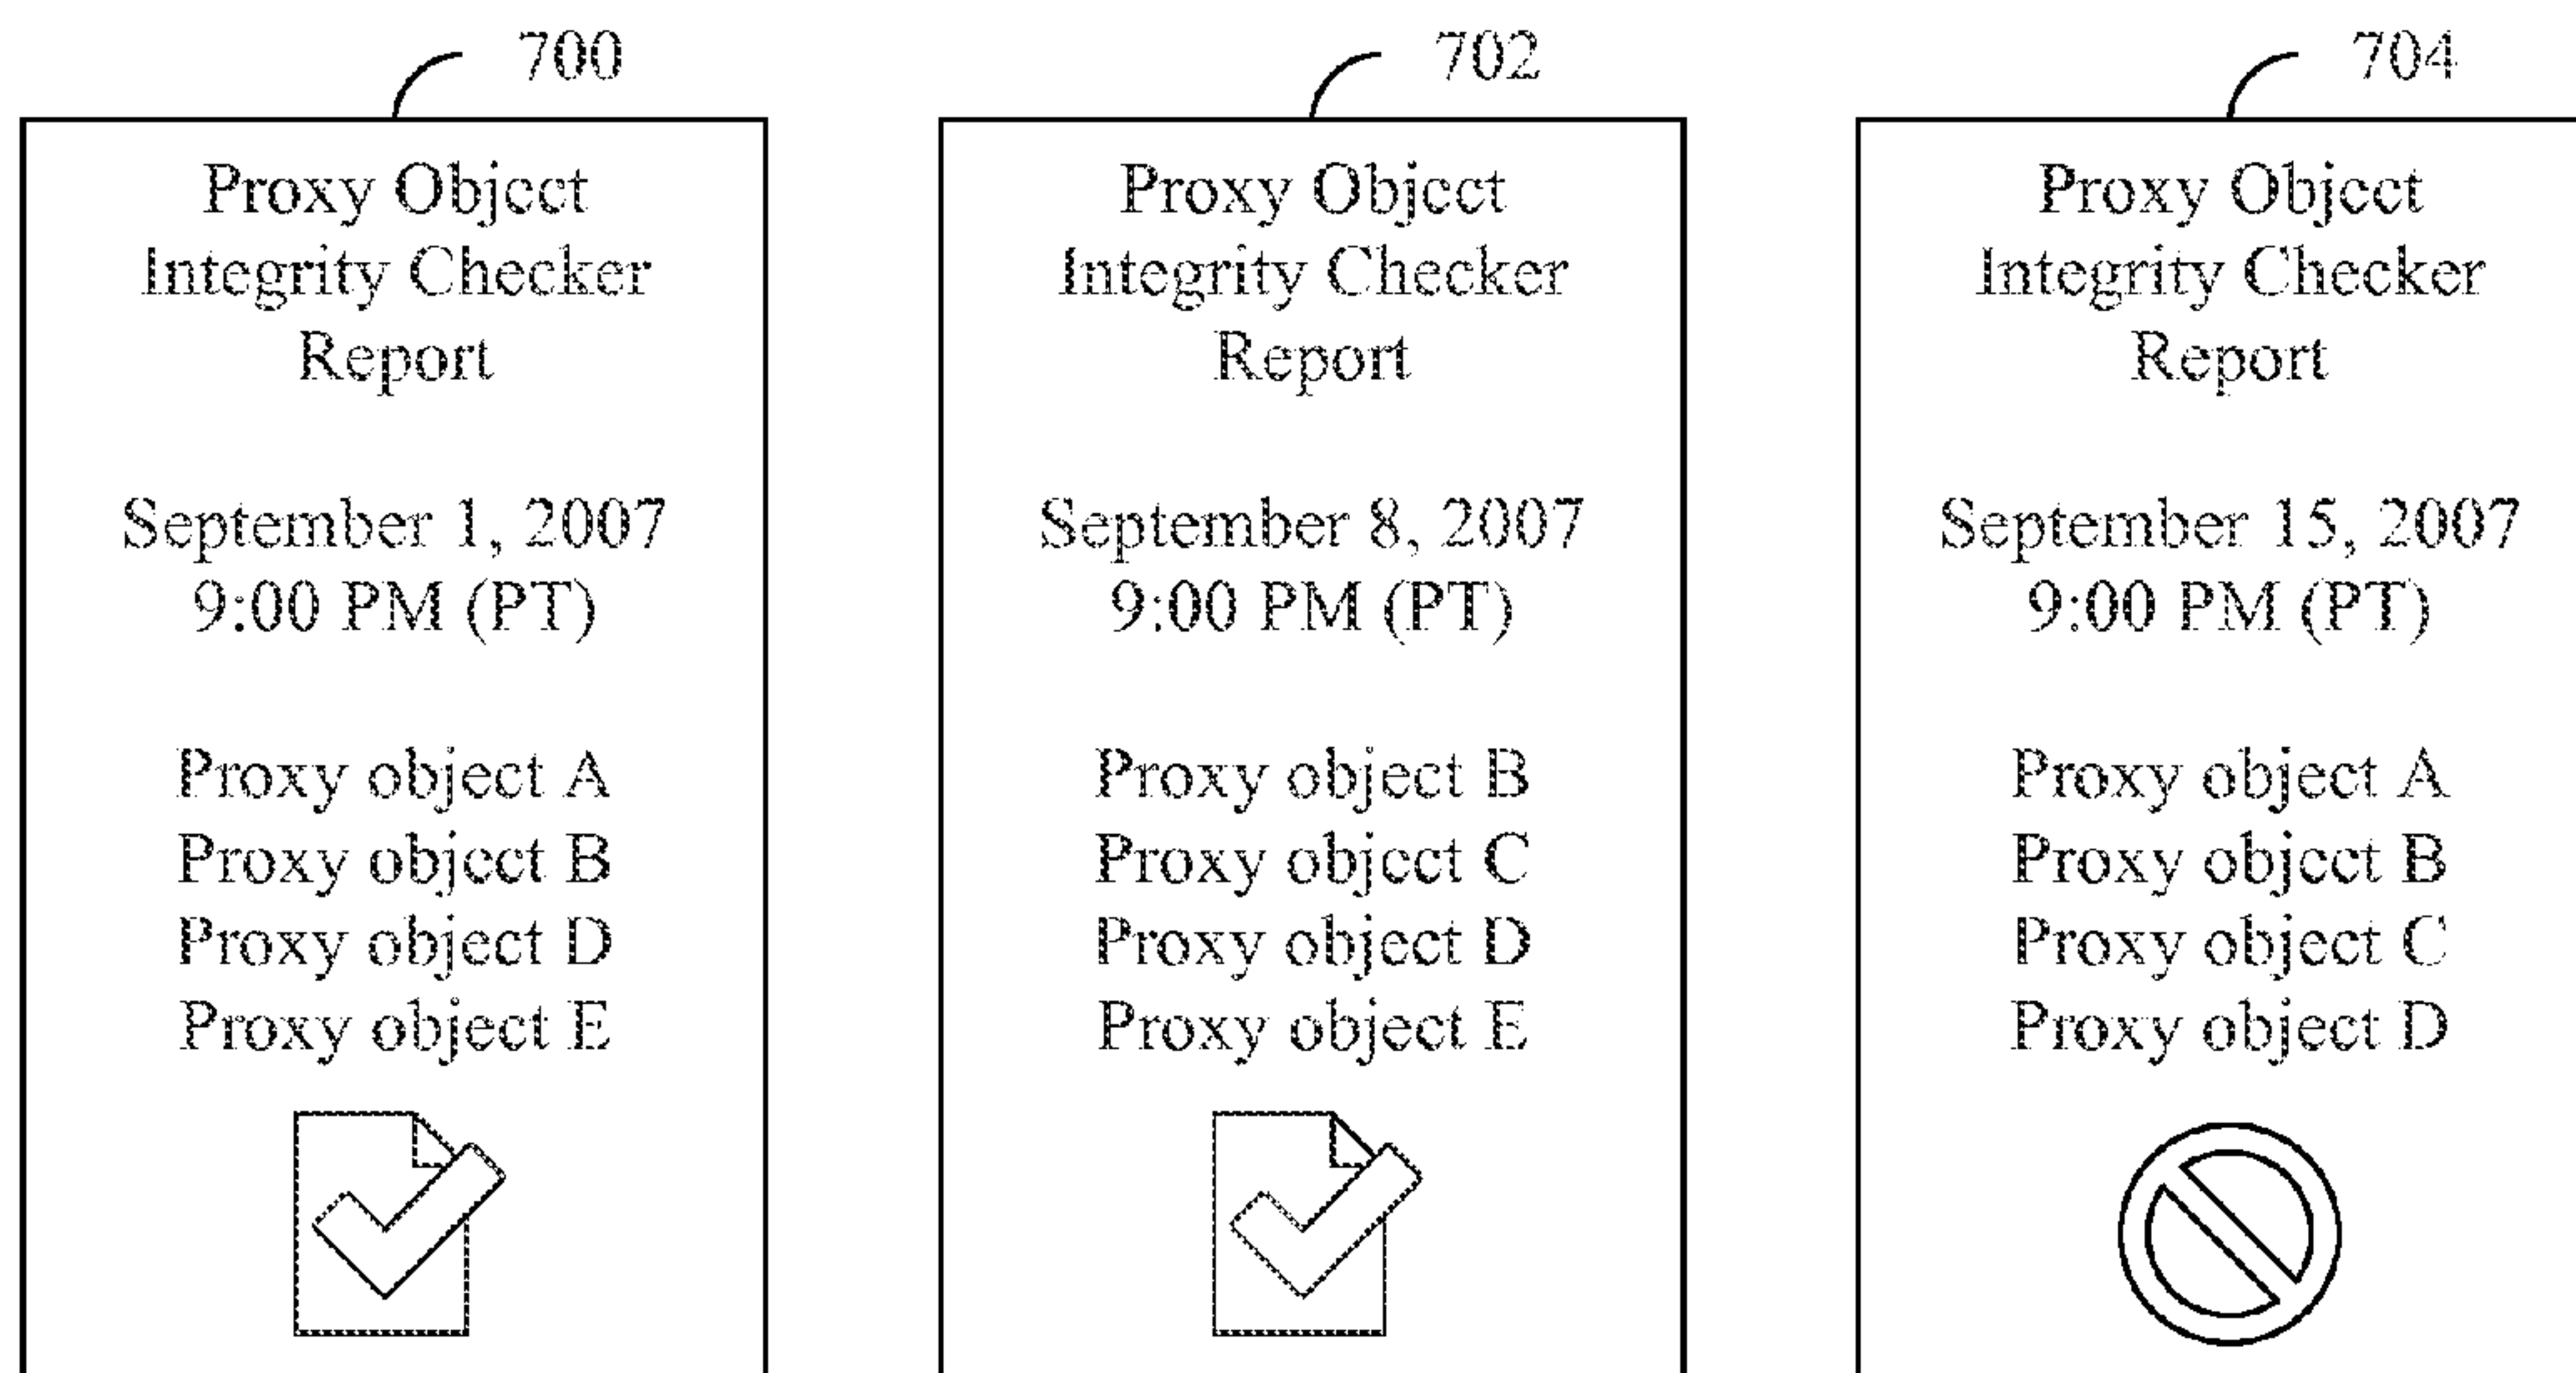 700
702
704
Proxy Object
Integrity Checker
Report
September 1, 2007
9:00 PM (PT)
Proxy object A
Proxy object B
Proxy object D
Proxy object E
Proxy Object
Integrity Checker
Report
September 8, 2007
9:00 PM (PT)
Proxy object B
Proxy object C
Proxy object D
Proxy object E
Proxy Object
Integrity Checker
Report
September 15, 2007
9:00 PM (PT)
Proxy object A
Proxy object B
Proxy object C
Proxy object D